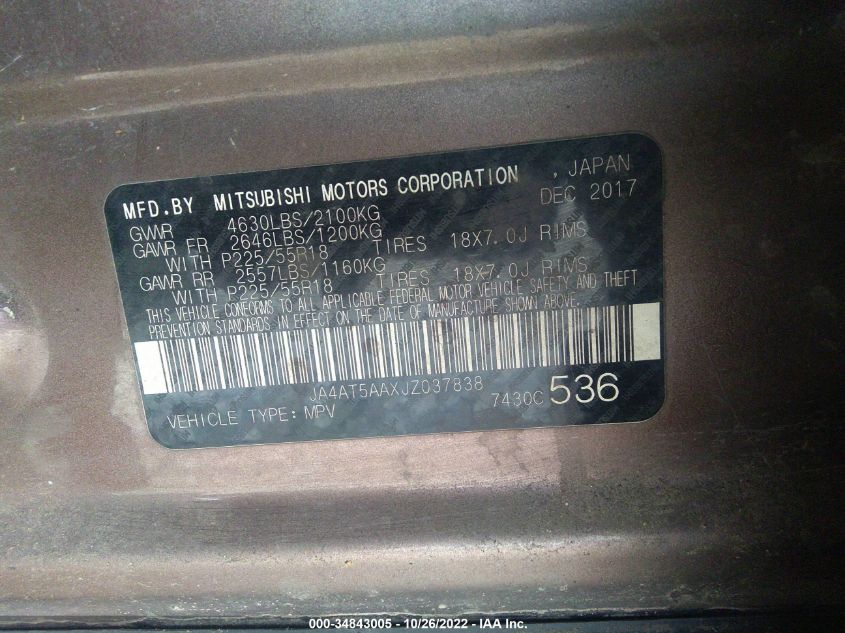 MFD.BY MITSUBISHI MOTORS CORPORATION , JAPAN
GVWR 4630LBS/2100KG DEC 2017
GAWR FR 2646LBS/1200KG
WITH P225/55R18 TIRES 18X7.0J RIMS
GAWR RR 2557LBS/1160KG
WITH P225/55R18 TIRES 18X7.0J RIMS
THIS VEHICLE CONFORMS TO ALL APPLICABLE FEDERAL MOTOR VEHICLE SAFETY AND THEFT
PREVENTION STANDARDS IN EFFECT ON THE DATE OF MANUFACTURE SHOWN ABOVE.
JA4AT5AAXJZ037838
VEHICLE TYPE: MPV 7430C 536
000-34843005 - 10/26/2022 - IAA Inc.